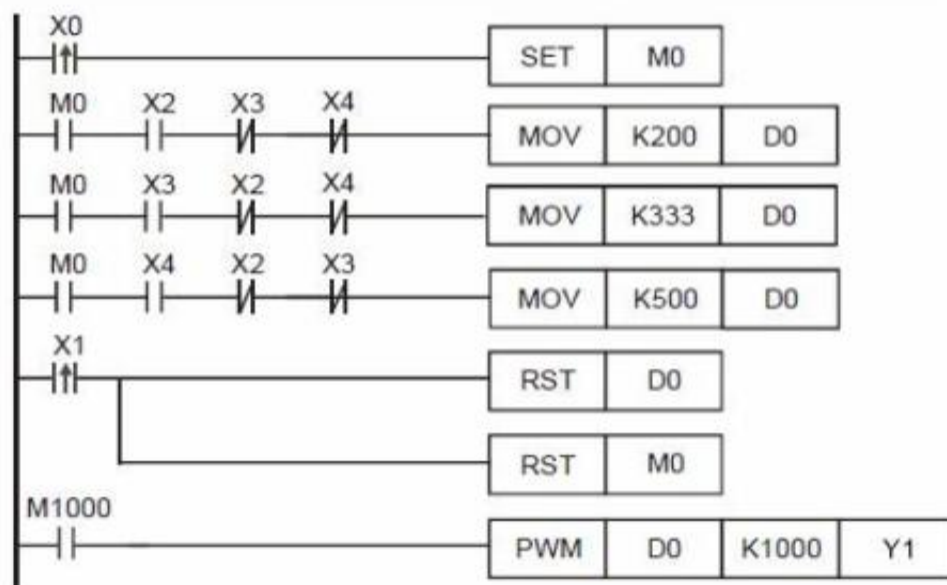 X0
SET M0
M0 X2 X3 X4
MOV K200 D0
M0 X3 X2 X4
MOV K333 D0
M0 X4 X2 X3
MOV K500 D0
X1
RST D0
RST M0
M1000
PWM D0 K1000 Y1